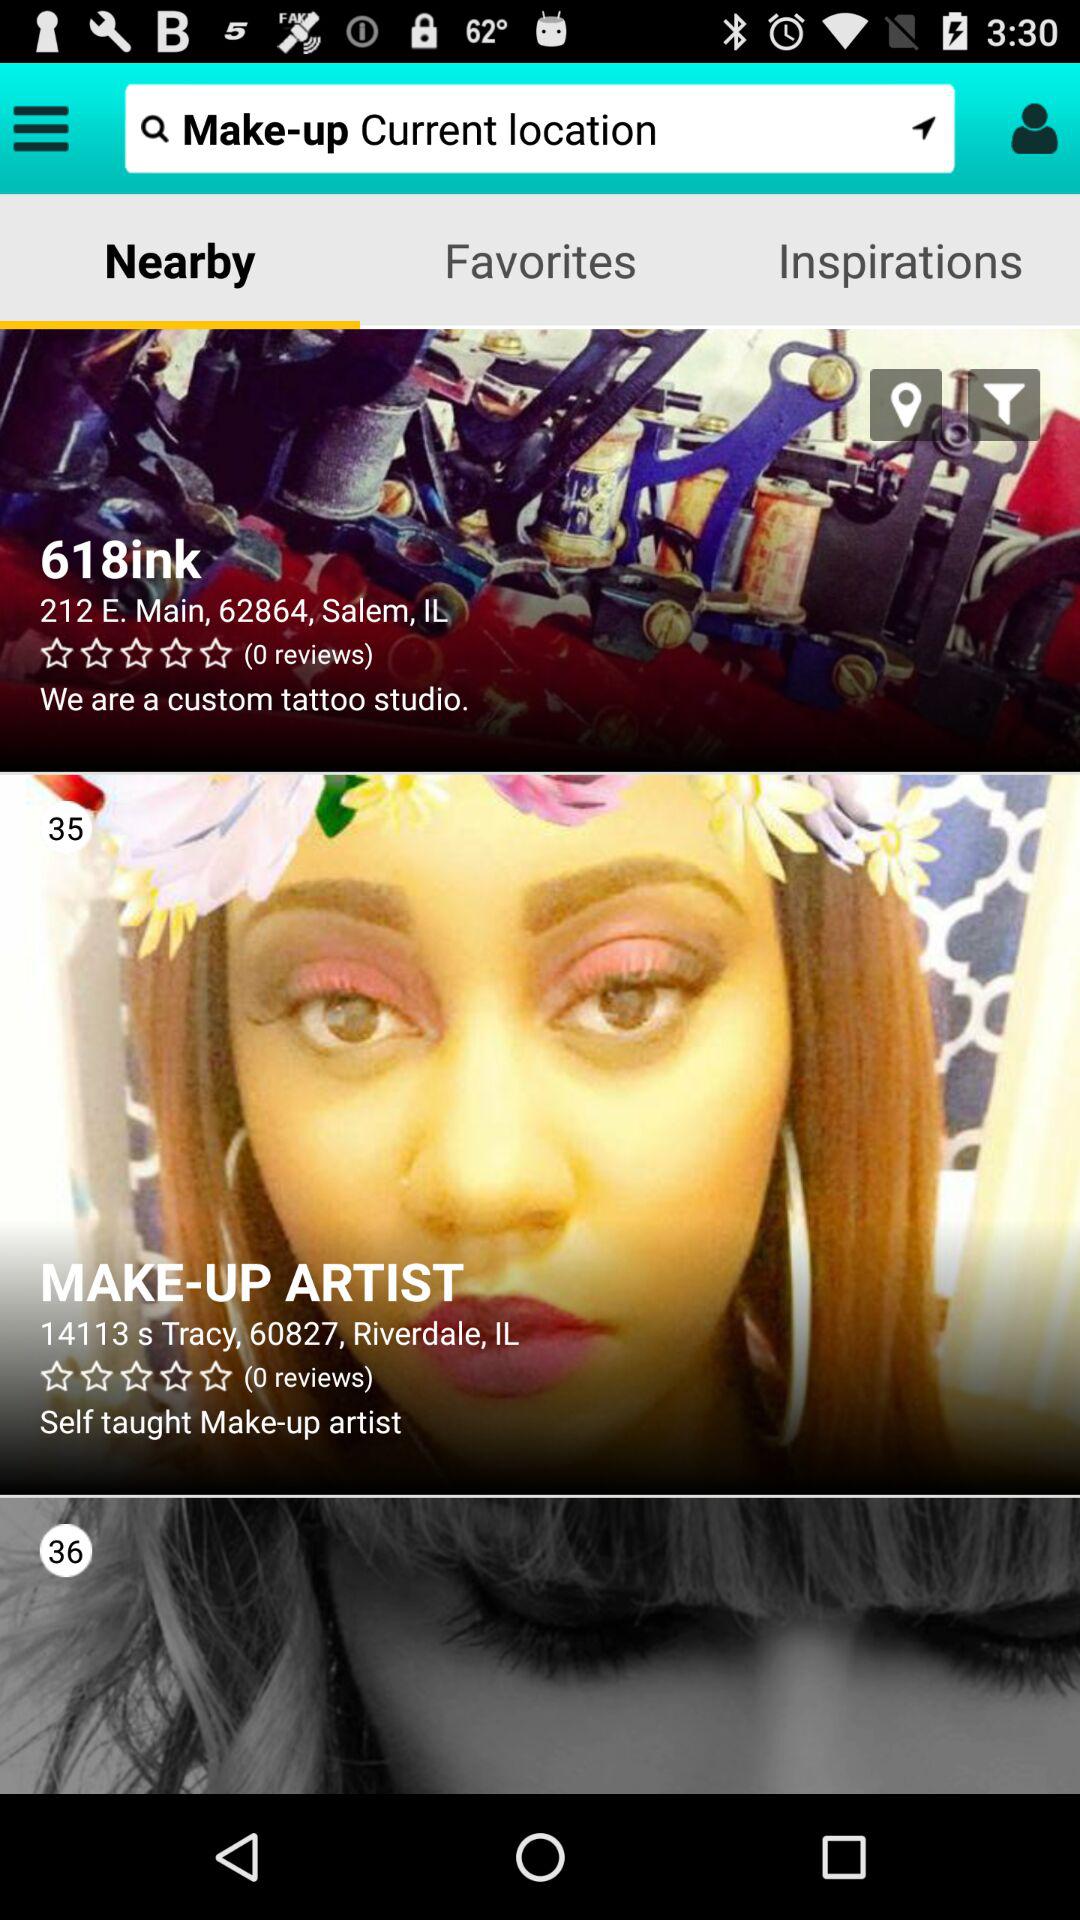 B 5 FAKE 62° 3:30
Make-up Current location
Nearby Favorites Inspirations
618ink
212 E. Main, 62864, Salem, IL
(0 reviews)
We are a custom tattoo studio.
35
MAKE-UP ARTIST
14113 s Tracy, 60827, Riverdale, IL
(0 reviews)
Self taught Make-up artist
36